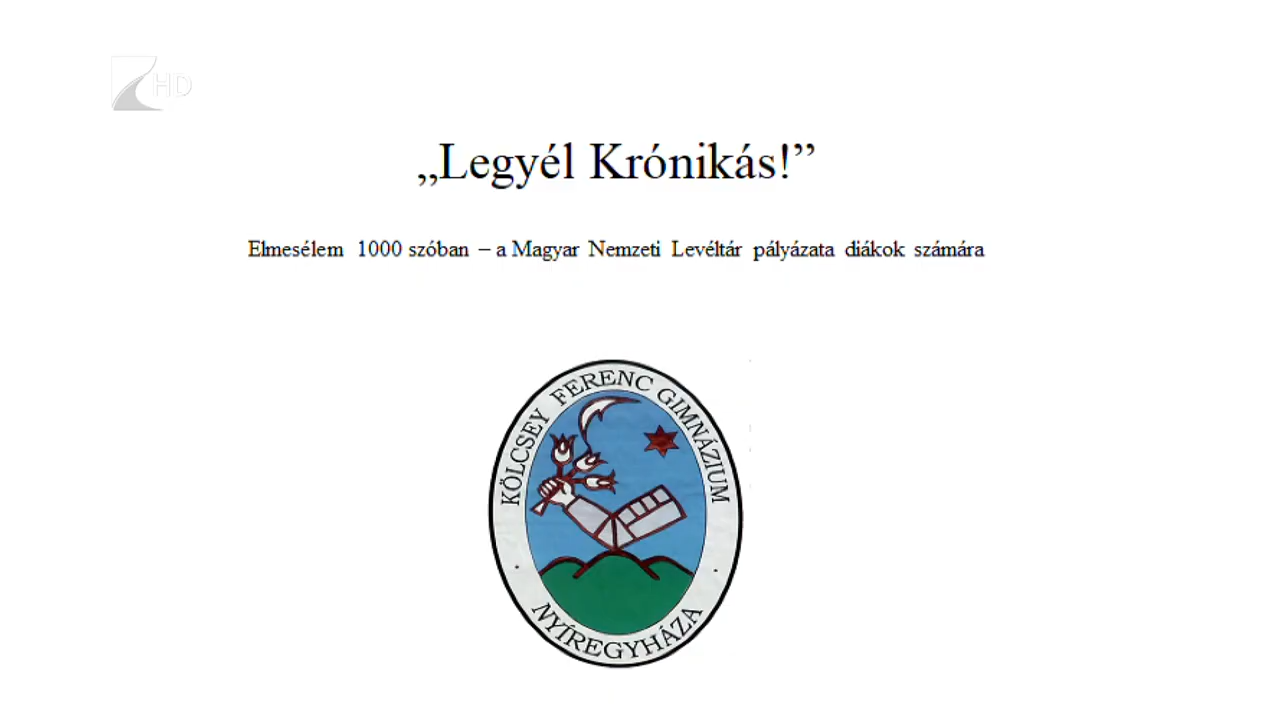 HD
„Legyél Krónikás!”
Elmesélem 1000 szóban – a Magyar Nemzeti Levéltár pályázata diákok számára
KÖLCSEY FERENC GIMNÁZIUM
NYÍREGYHÁZA